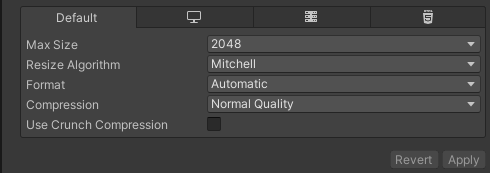 Default
Max Size 2048
Resize Algorithm Mitchell
Format Automatic
Compression Normal Quality
Use Crunch Compression
Revert Apply